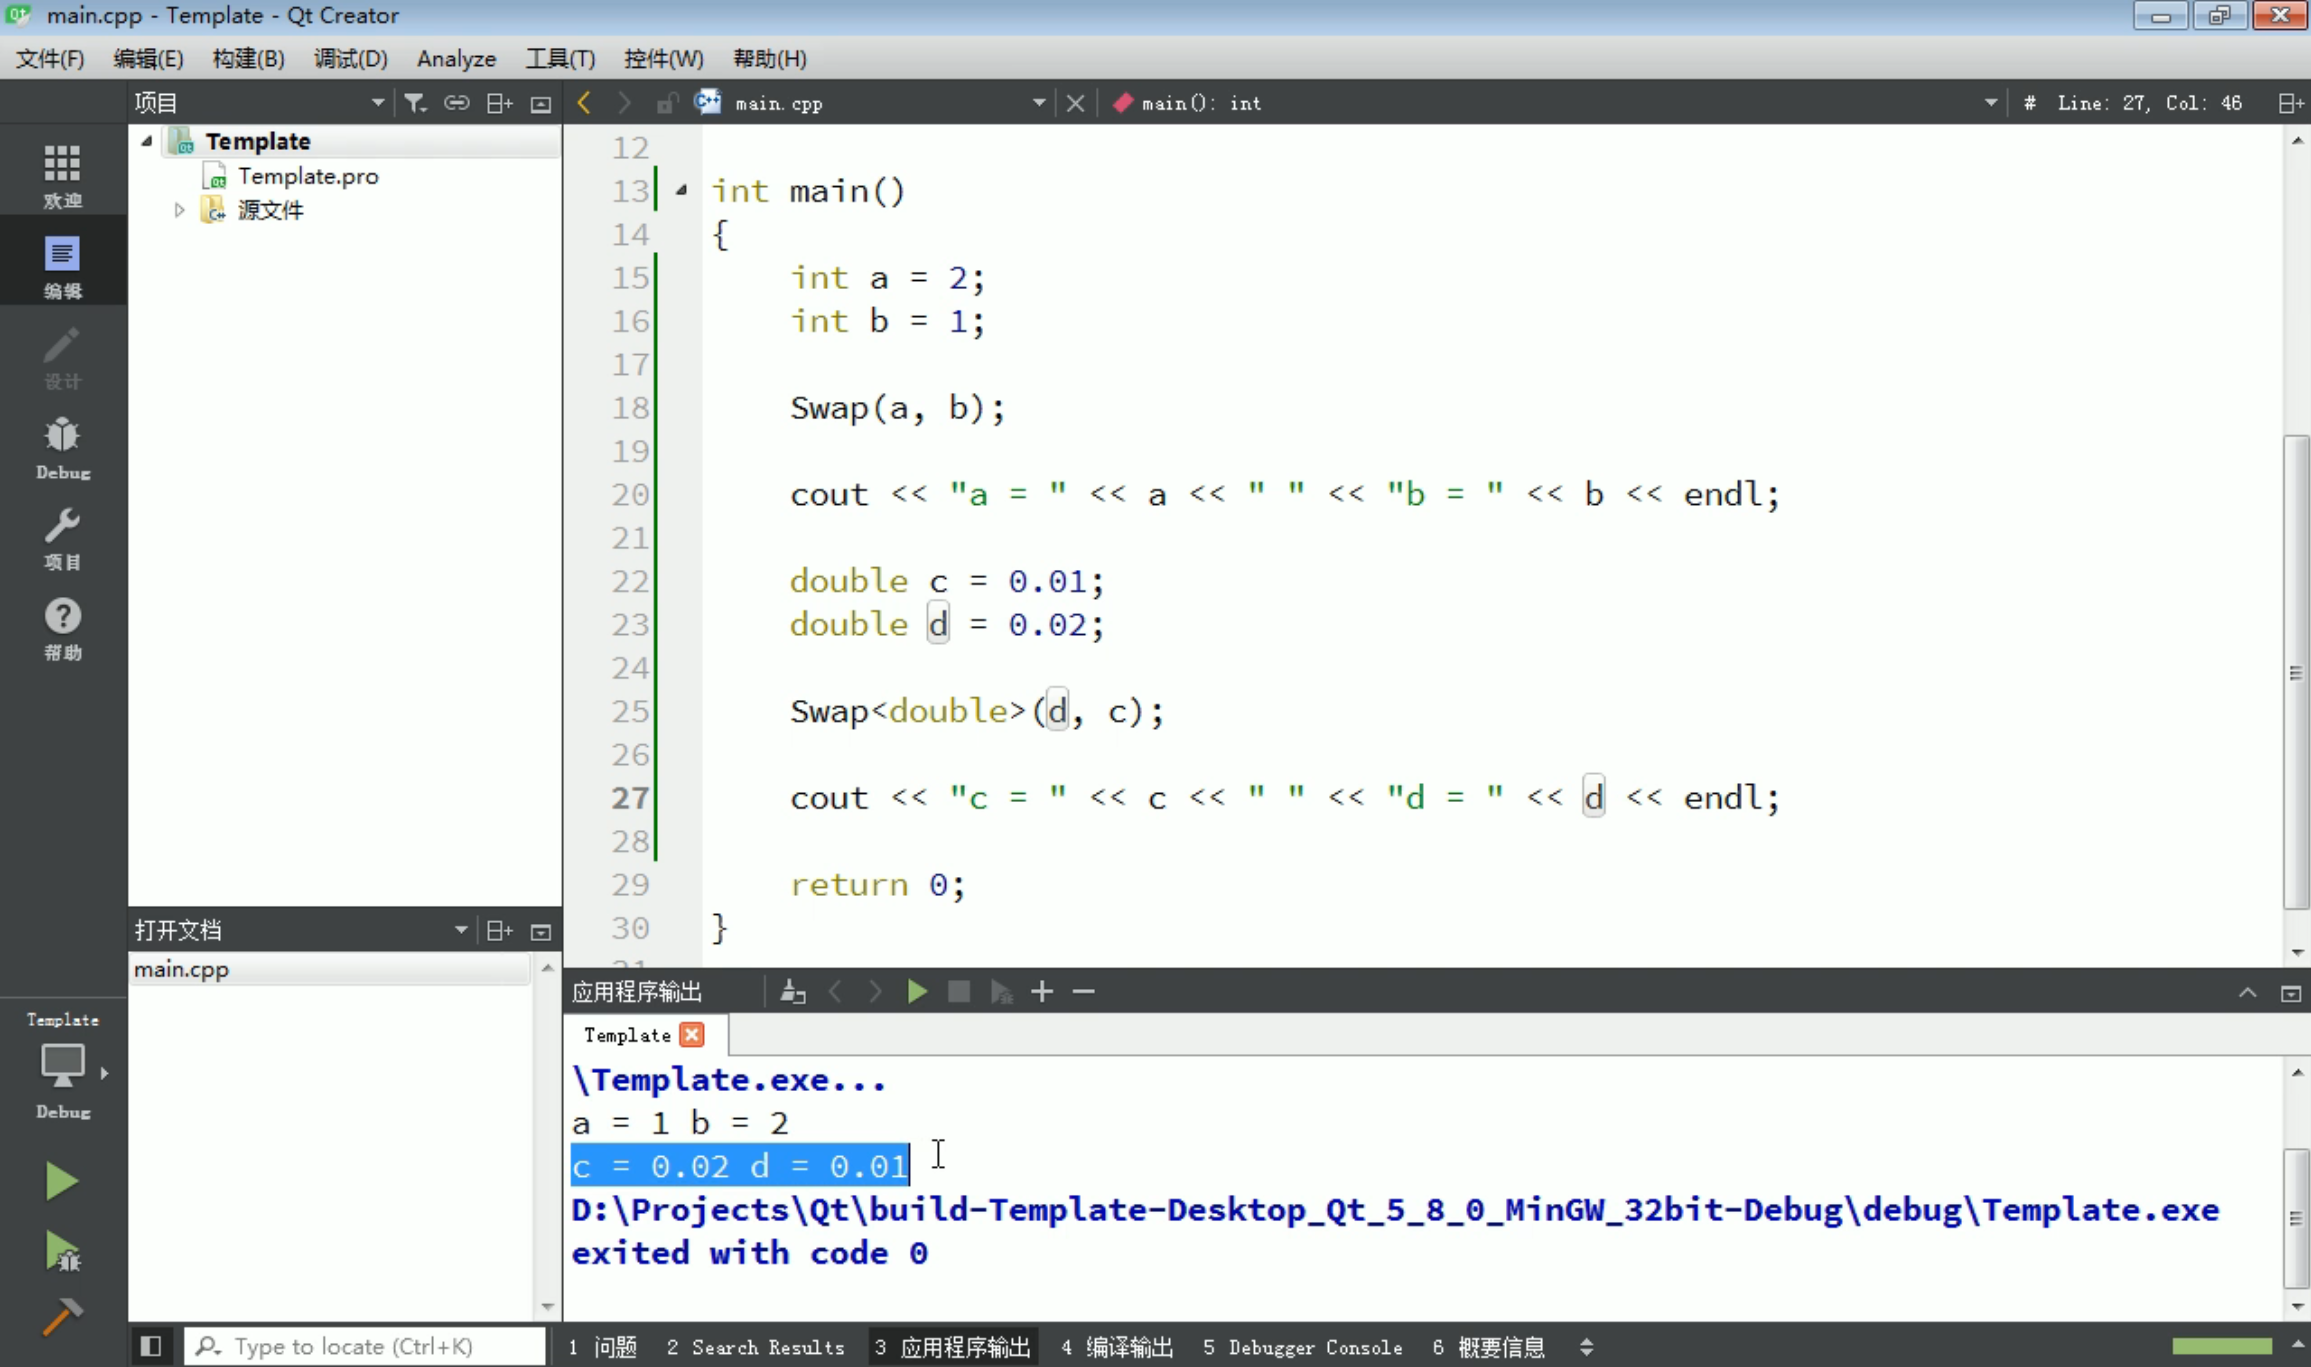 main.cpp - Template - Qt Creator
文件(F) 编辑(E) 构建(B) 调试(D) Analyze 工具(T) 控件(W) 帮助(H)
项目
main.cpp
main(): int
# Line: 27, Col: 46
欢迎
编辑
设计
Debug
项目
帮助
Template
Template.pro
源文件
打开文档
main.cpp
Template
Debug
12
13 int main()
14 {
15     int a = 2;
16     int b = 1;
17
18     Swap(a, b);
19
20     cout << "a = " << a << " " << "b = " << b << endl;
21
22     double c = 0.01;
23     double d = 0.02;
24
25     Swap<double>(d, c);
26
27     cout << "c = " << c << " " << "d = " << d << endl;
28
29     return 0;
30 }
31
应用程序输出
Template
\Template.exe...
a = 1 b = 2
c = 0.02 d = 0.01
D:\Projects\Qt\build-Template-Desktop_Qt_5_8_0_MinGW_32bit-Debug\debug\Template.exe
exited with code 0
Type to locate (Ctrl+K)
1 问题 2 Search Results 3 应用程序输出 4 编译输出 5 Debugger Console 6 概要信息